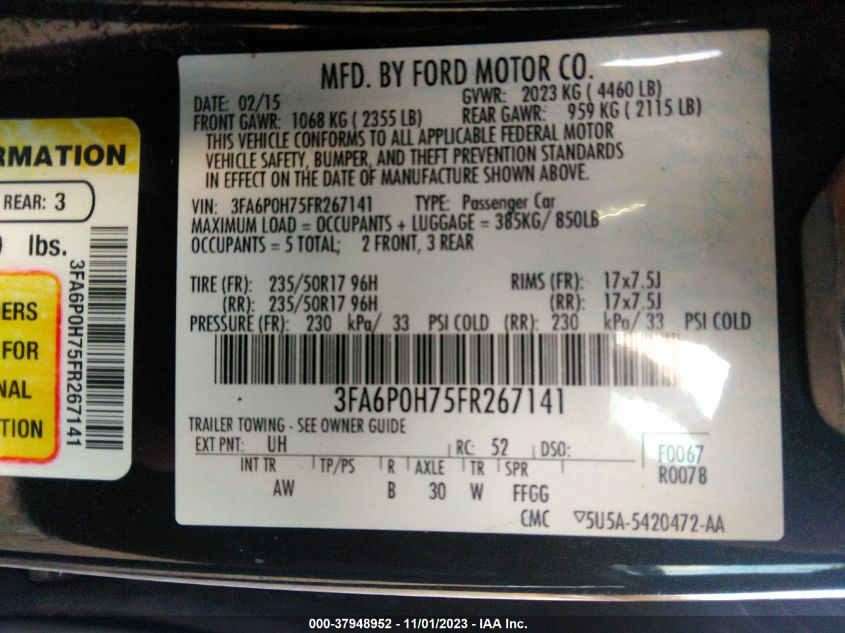 RMATION
REAR: 3
lbs.
3FA6P0H75FR267141
ERS
FOR
NAL
TION
MFD. BY FORD MOTOR CO.
DATE: 02/15 GVWR: 2023 KG ( 4460 LB)
FRONT GAWR: 1068 KG ( 2355 LB) REAR GAWR: 959 KG ( 2115 LB)
THIS VEHICLE CONFORMS TO ALL APPLICABLE FEDERAL MOTOR
VEHICLE SAFETY, BUMPER, AND THEFT PREVENTION STANDARDS
IN EFFECT ON THE DATE OF MANUFACTURE SHOWN ABOVE.
VIN: 3FA6P0H75FR267141 TYPE: Passenger Car
MAXIMUM LOAD = OCCUPANTS + LUGGAGE = 385KG/ 850LB
OCCUPANTS = 5 TOTAL; 2 FRONT, 3 REAR
TIRE (FR): 235/50R17 96H RIMS (FR): 17x7.5J
(RR): 235/50R17 96H (RR): 17x7.5J
PRESSURE (FR): 230 kPa/ 33 PSI COLD (RR): 230 kPa/ 33 PSI COLD
3FA6P0H75FR267141
TRAILER TOWING - SEE OWNER GUIDE
EXT PNT: UH RC: 52 DSO: F0067
R007B
INT TR TP/PS R AXLE TR SPR
AW B 30 W FFGG
CMC ▽5U5A-5420472-AA
000-37948952 - 11/01/2023 - IAA Inc.